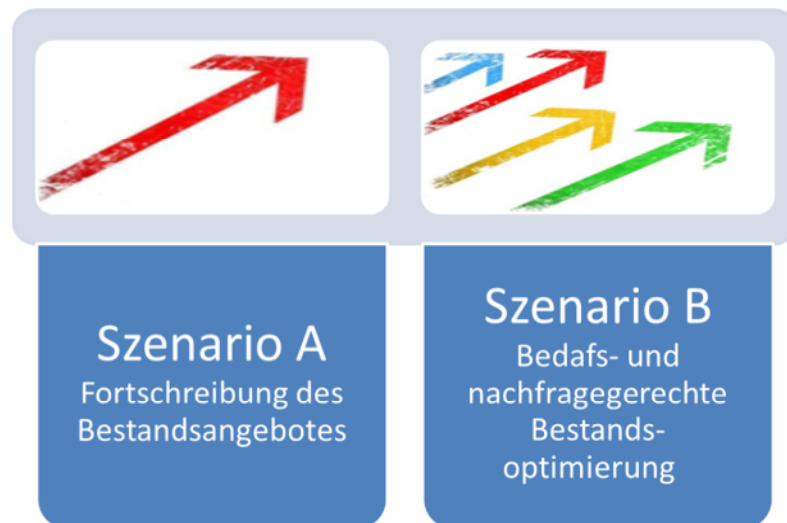 Szenario A
Fortschreibung des
Bestandsangebotes
Szenario B
Bedafs- und
nachfragegerechte
Bestands-
optimierung